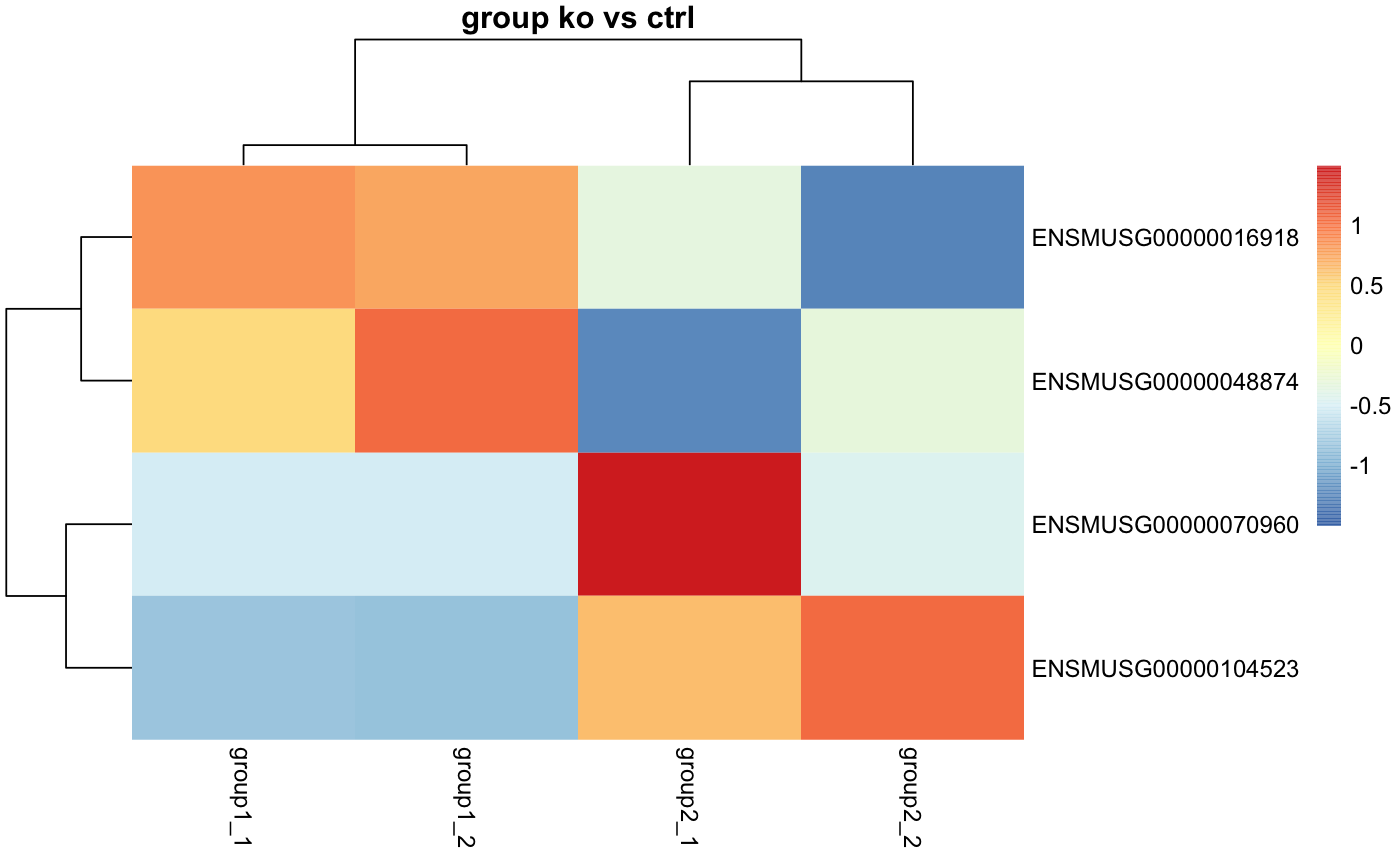 group ko vs ctrl
ENSMUSG00000016918
ENSMUSG00000048874
ENSMUSG00000070960
ENSMUSG00000104523
1
0.5
0
-0.5
-1
group1_1
group1_2
group2_1
group2_2